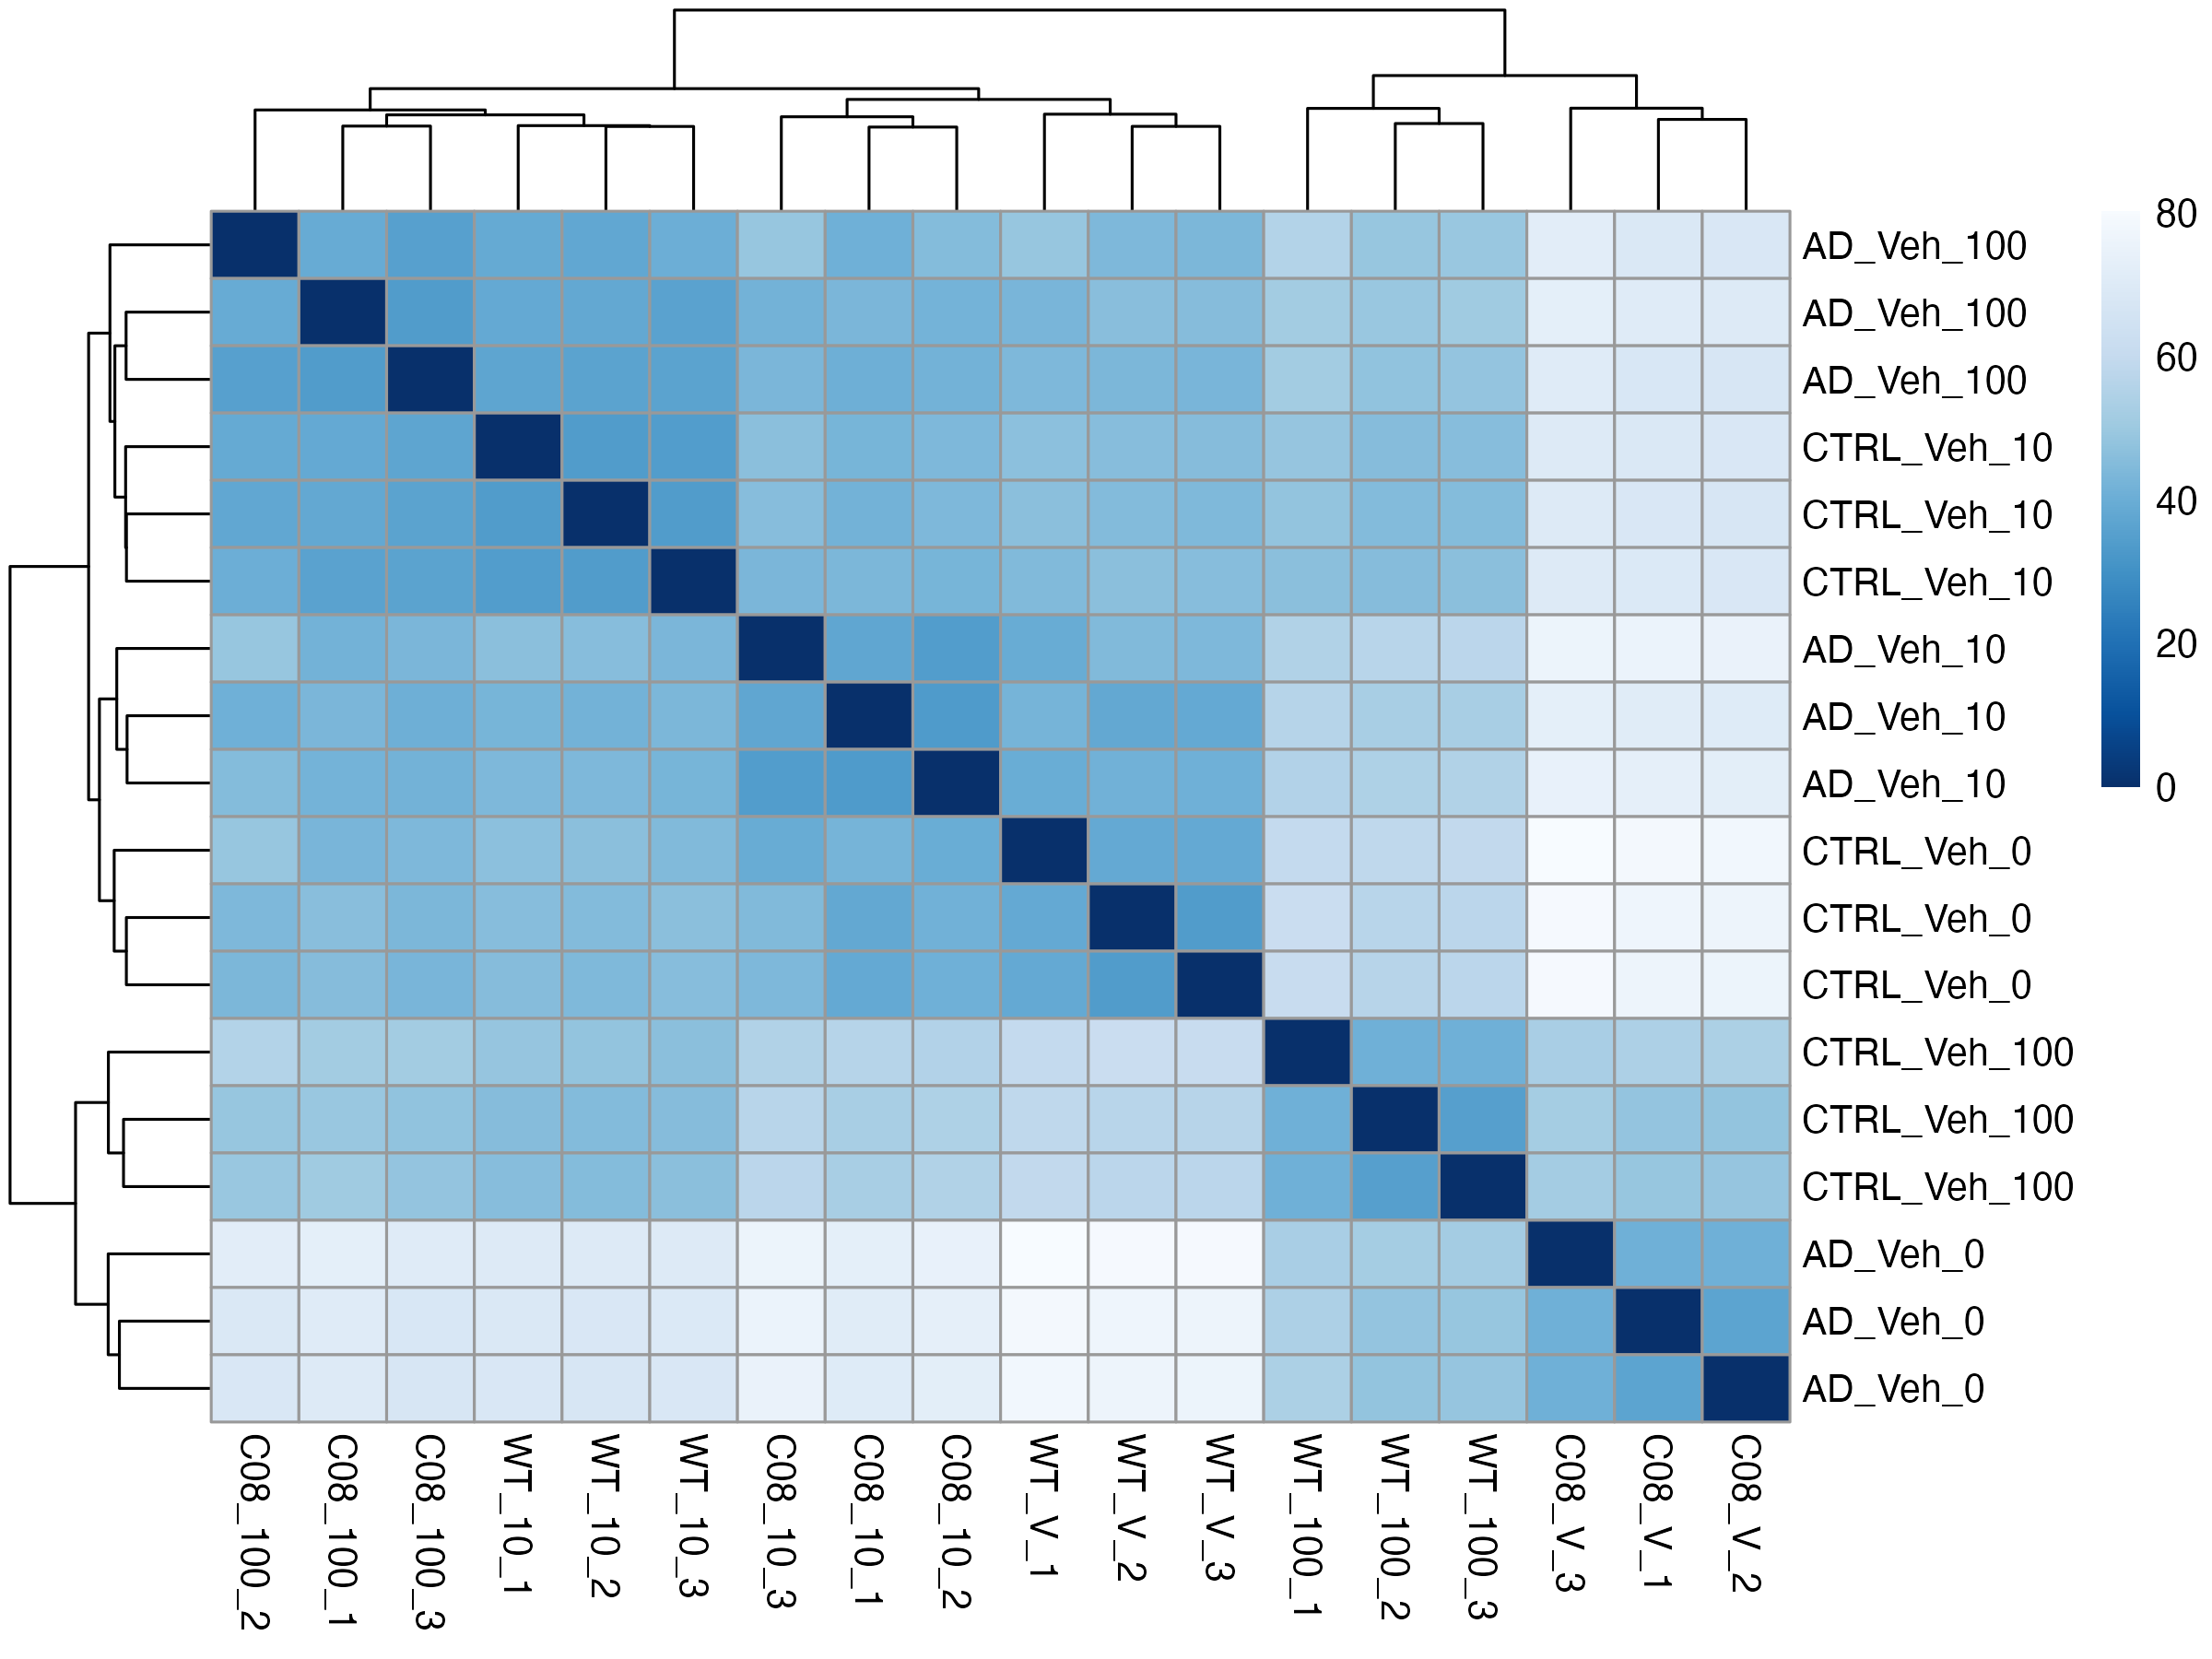 AD_Veh_100
AD_Veh_100
AD_Veh_100
CTRL_Veh_10
CTRL_Veh_10
CTRL_Veh_10
AD_Veh_10
AD_Veh_10
AD_Veh_10
CTRL_Veh_0
CTRL_Veh_0
CTRL_Veh_0
CTRL_Veh_100
CTRL_Veh_100
CTRL_Veh_100
AD_Veh_0
AD_Veh_0
AD_Veh_0
80
60
40
20
0
C08_100_2
C08_100_1
C08_100_3
WT_10_1
WT_10_2
WT_10_3
C08_10_3
C08_10_1
C08_10_2
WT_V_1
WT_V_2
WT_V_3
WT_100_1
WT_100_2
WT_100_3
C08_V_3
C08_V_1
C08_V_2